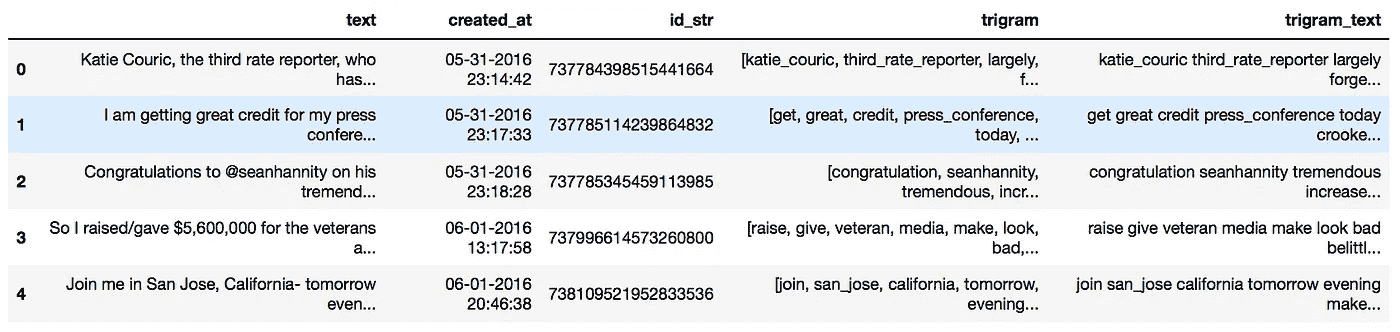 text created_at id_str trigram trigram_text
Katie Couric, the third rate reporter, who 05-31-2016 [katie_couric, third_rate_reporter, largely, katie_couric third_rate_reporter largely
0 737784398515441664
has... 23:14:42 f... forge...
I am getting great credit for my press 05-31-2016 [get, great, credit, press_conference, get great credit press_conference today
1 737785114239864832
confere... 23:17:33 today, ... crooke...
Congratulations to @seanhannity on his 05-31-2016 [congratulation, seanhannity, congratulation seanhannity tremendous
2 737785345459113985
tremend... 23:18:28 tremendous, incr... increase...
So I raised/gave $5,600,000 for the veterans 06-01-2016 [raise, give, veteran, media, make, look, raise give veteran media make look bad
3 737996614573260800
a... 13:17:58 bad,... belittl...
Join me in San Jose, California- tomorrow 06-01-2016 [join, san_jose, california, tomorrow, join san_jose california tomorrow evening
4 738109521952833536
even... 20:46:38 evening... make...